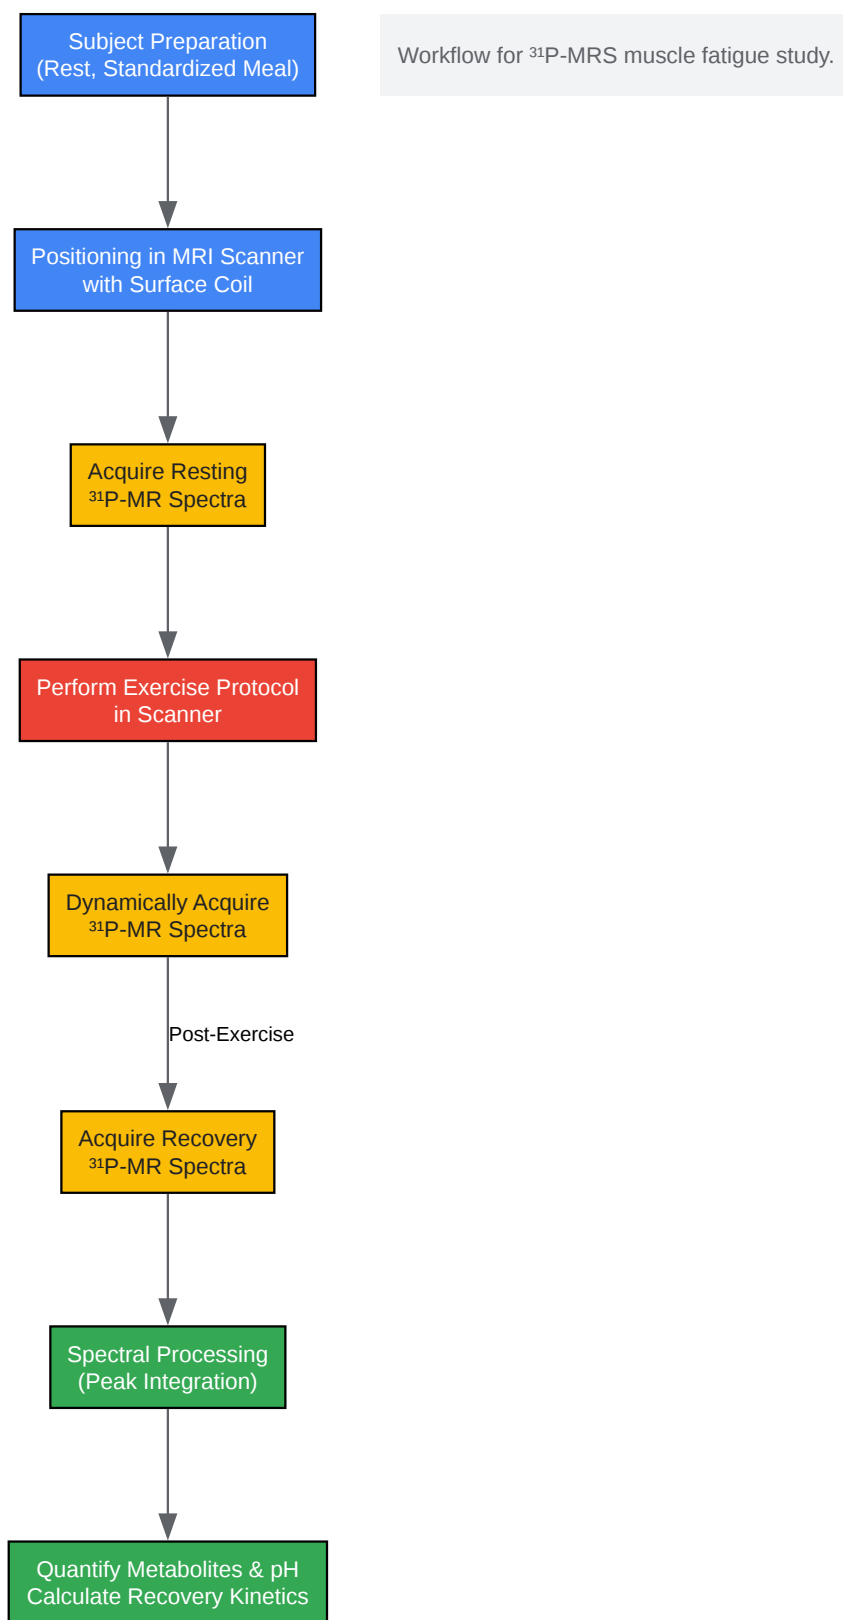 Subject Preparation
(Rest, Standardized Meal)
Workflow for ³¹P-MRS muscle fatigue study.
Positioning in MRI Scanner
with Surface Coil
Acquire Resting
³¹P-MR Spectra
Perform Exercise Protocol
in Scanner
Dynamically Acquire
³¹P-MR Spectra
Post-Exercise
Acquire Recovery
³¹P-MR Spectra
Spectral Processing
(Peak Integration)
Quantify Metabolites & pH
Calculate Recovery Kinetics